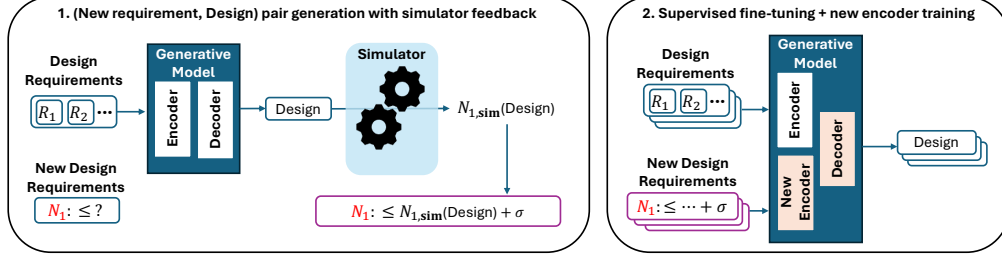 1. (New requirement, Design) pair generation with simulator feedback
Design
Requirements
R₁ R₂ •••
New Design
Requirements
N₁: ≤ ?
Generative
Model
Encoder
Decoder
Design
Simulator
N₁,sim(Design)
N₁: ≤ N₁,sim(Design) + σ
2. Supervised fine-tuning + new encoder training
Design
Requirements
R₁ R₂ •••
New Design
Requirements
N₁: ≤ ⋯ + σ
Generative
Model
Encoder
New
Encoder
Decoder
Design